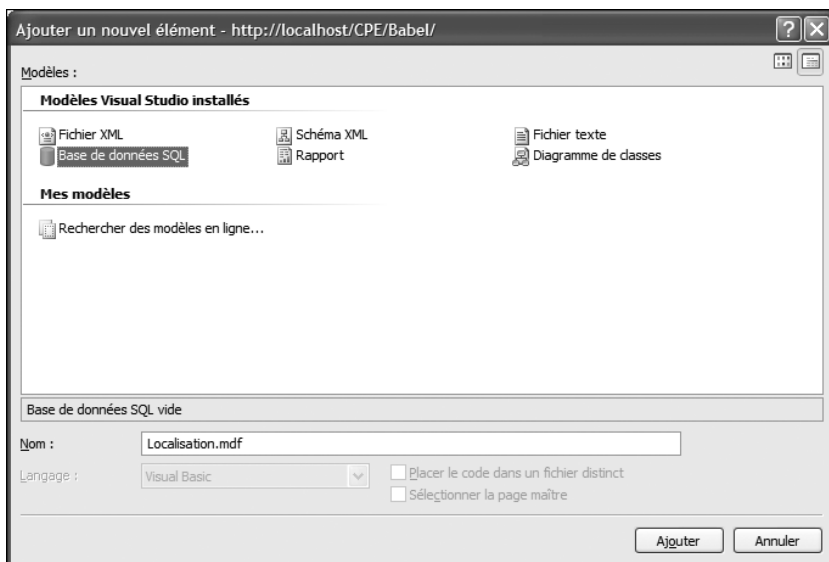 Ajouter un nouvel élément - http://localhost/CPE/Babel/
Modèles :
Modèles Visual Studio installés
Fichier XML
Schéma XML
Fichier texte
Base de données SQL
Rapport
Diagramme de classes
Mes modèles
Rechercher des modèles en ligne...
Base de données SQL vide
Nom :
Localisation.mdf
Langage :
Visual Basic
Placer le code dans un fichier distinct
Sélectionner la page maître
Ajouter
Annuler